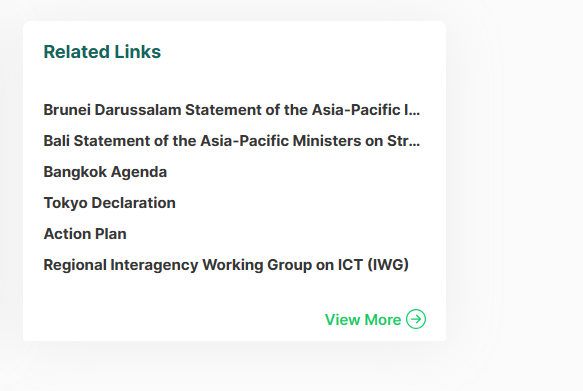 Related Links
Brunei Darussalam Statement of the Asia-Pacific I...
Bali Statement of the Asia-Pacific Ministers on Str...
Bangkok Agenda
Tokyo Declaration
Action Plan
Regional Interagency Working Group on ICT (IWG)
View More